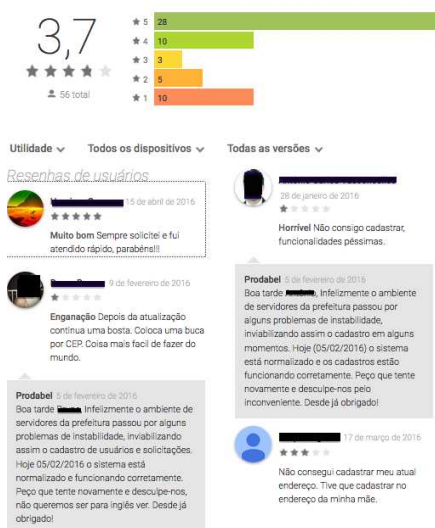 3,7
56 total
5 28
4 10
3 3
2 5
1 10
Utilidade Todos os dispositivos Todas as versões
Resenhas de usuários
15 de abril de 2016
Muito bom Sempre solicitei e fui
atendido rápido, parabéns!!!
9 de fevereiro de 2016
Enganação Depois da atualização
continua uma bosta. Coloca uma buca
por CEP. Coisa mais facil de fazer do
mundo.
Prodabel 5 de fevereiro de 2016
Boa tarde Infelizmente o ambiente de
servidores da prefeitura passou por alguns
problemas de instabilidade, inviabilizando
assim o cadastro de usuários e solicitações.
Hoje 05/02/2016 o sistema está
normalizado e funcionando corretamente.
Peço que tente novamente e desculpe-nos,
não queremos ser para inglês ver. Desde já
obrigado!
28 de janeiro de 2016
Horrível Não consigo cadastrar,
funcionalidades péssimas.
Prodabel 5 de fevereiro de 2016
Boa tarde Infelizmente o ambiente
de servidores da prefeitura passou por
alguns problemas de instabilidade,
inviabilizando assim o cadastro em alguns
momentos. Hoje (05/02/2016) o sistema
está normalizado e os cadastros estão
funcionando corretamente. Peço que tente
novamente e desculpe-nos pelo
inconveniente. Desde já obrigado!
17 de março de 2016
Não consegui cadastrar meu atual
endereço. Tive que cadastrar no
endereço da minha mãe.